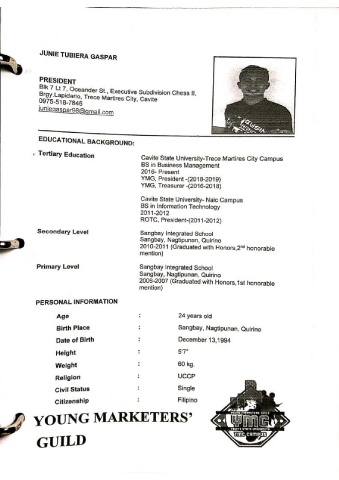 JUNIE TUBIERA GASPAR
PRESIDENT
Blk 7 Lt 7, Oceander St., Executive Subdivision Chess II,
Brgy.Lapidario, Trece Martires City, Cavite
0975-518-7846
juniegaspar98@gmail.com
EDUCATIONAL BACKGROUND:
Tertiary Education
Cavite State University-Trece Martires City Campus
BS in Business Management
2016- Present
YMG, President -(2018-2019)
YMG, Treasurer -(2016-2018)
Cavite State University- Naic Campus
BS in Information Technology
2011-2012
ROTC, President-(2011-2012)
Secondary Level
Sangbay Integrated School
Sangbay, Nagtipunan, Quirino
2010-2011 (Graduated with Honors,2nd honorable
mention)
Primary Level
Sangbay Integrated School
Sangbay, Nagtipunan, Quirino
2006-2007 (Graduated with Honors,1st honorable
mention)
PERSONAL INFORMATION
Age : 24 years old
Birth Place : Sangbay, Nagtipunan, Quirino
Date of Birth : December 13,1994
Height : 5'7"
Weight : 60 kg.
Religion : UCCP
Civil Status : Single
Citizenship : Filipino
YOUNG MARKETERS'
GUILD
YMG